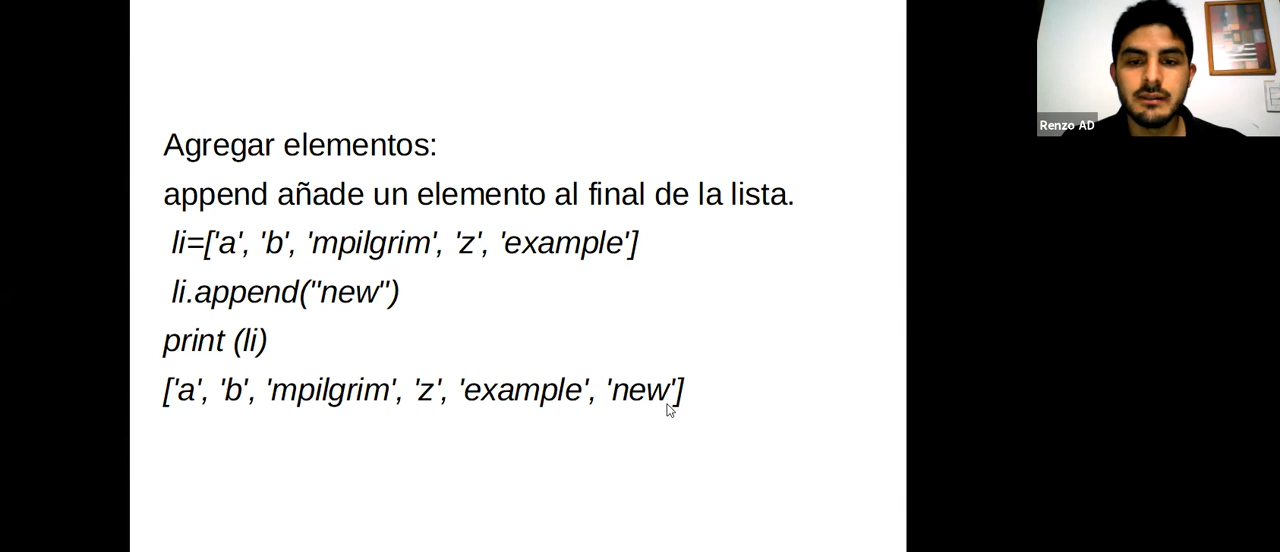 Agregar elementos:
append añade un elemento al final de la lista.
li=['a', 'b', 'mpilgrim', 'z', 'example']
li.append("new")
print (li)
['a', 'b', 'mpilgrim', 'z', 'example', 'new']
Renzo AD